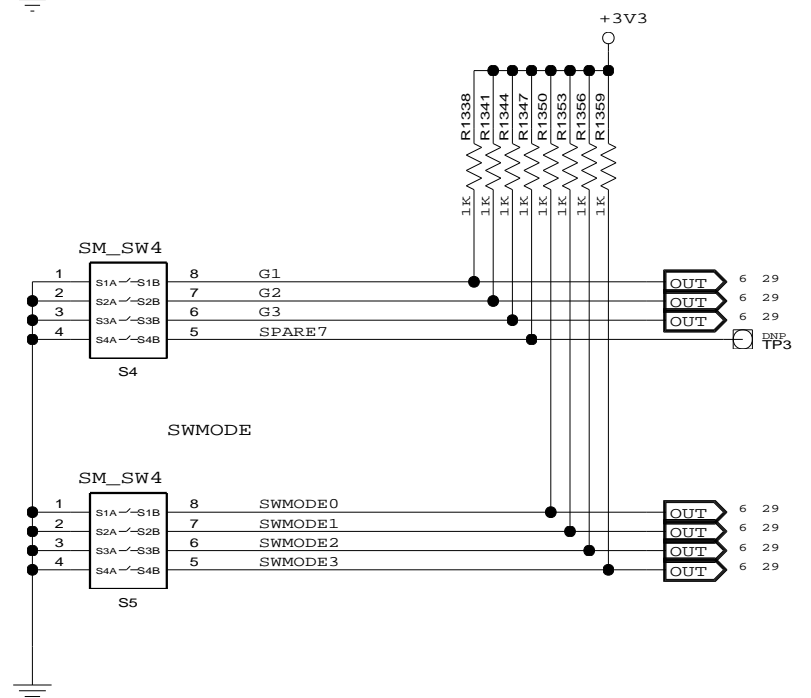 +3V3
R1338 R1341 R1344 R1347 R1350 R1353 R1356 R1359
1K 1K 1K 1K 1K 1K 1K 1K
SM_SW4
1 S1A S1B 8 G1 OUT 6 29
2 S2A S2B 7 G2 OUT 6 29
3 S3A S3B 6 G3 OUT 6 29
4 S4A S4B 5 SPARE7 DNP
TP3
S4
SWMODE
SM_SW4
1 S1A S1B 8 SWMODE0 OUT 6 29
2 S2A S2B 7 SWMODE1 OUT 6 29
3 S3A S3B 6 SWMODE2 OUT 6 29
4 S4A S4B 5 SWMODE3 OUT 6 29
S5